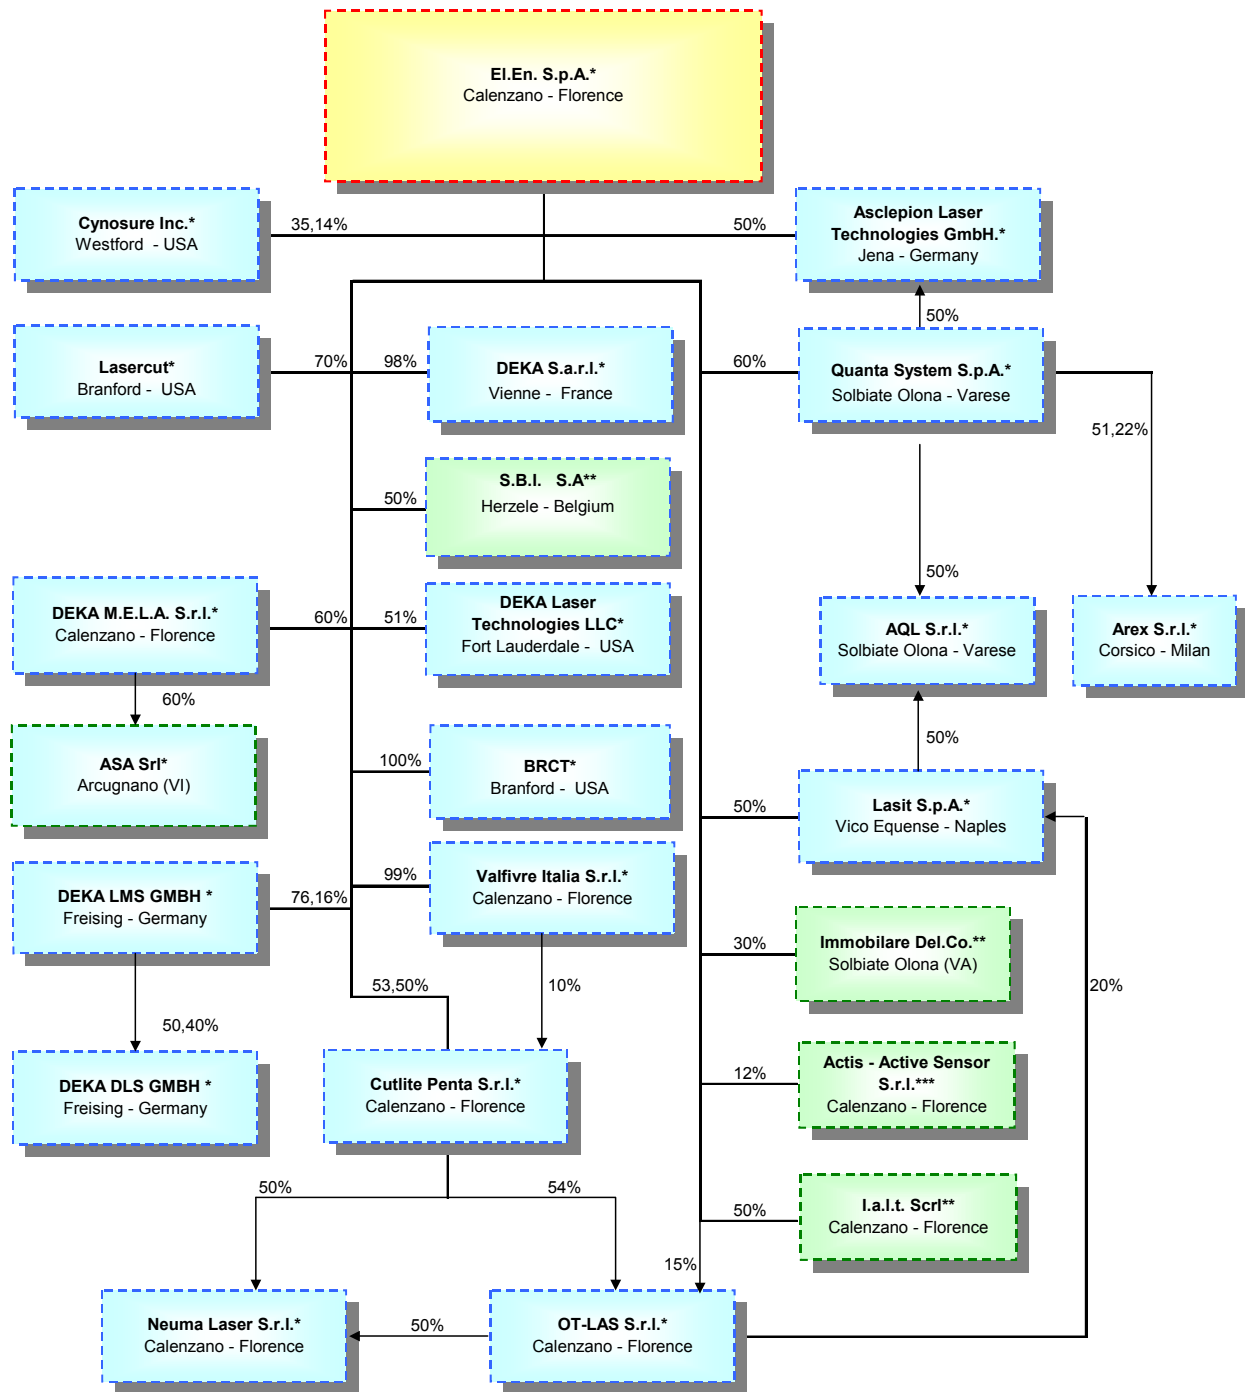 El.En. S.p.A.*
Calenzano - Florence
Cynosure Inc.*
Westford - USA
35,14%
50%
Asclepion Laser
Technologies GmbH.*
Jena - Germany
50%
Lasercut*
Branford - USA
70%
98%
DEKA S.a.r.l.*
Vienne - France
60%
Quanta System S.p.A.*
Solbiate Olona - Varese
51,22%
50%
S.B.I. S.A**
Herzele - Belgium
50%
DEKA M.E.L.A. S.r.l.*
Calenzano - Florence
60%
51%
DEKA Laser
Technologies LLC*
Fort Lauderdale - USA
AQL S.r.l.*
Solbiate Olona - Varese
Arex S.r.l.*
Corsico - Milan
60%
ASA Srl*
Arcugnano (VI)
100%
BRCT*
Branford - USA
50%
50%
Lasit S.p.A.*
Vico Equense - Naples
DEKA LMS GMBH *
Freising - Germany
76,16%
99%
Valfivre Italia S.r.l.*
Calenzano - Florence
30%
Immobilare Del.Co.**
Solbiate Olona (VA)
53,50%
10%
20%
50,40%
DEKA DLS GMBH *
Freising - Germany
Cutlite Penta S.r.l.*
Calenzano - Florence
12%
Actis - Active Sensor
S.r.l.***
Calenzano - Florence
50%
54%
50%
I.a.l.t. Scrl**
Calenzano - Florence
15%
Neuma Laser S.r.l.*
Calenzano - Florence
50%
OT-LAS S.r.l.*
Calenzano - Florence